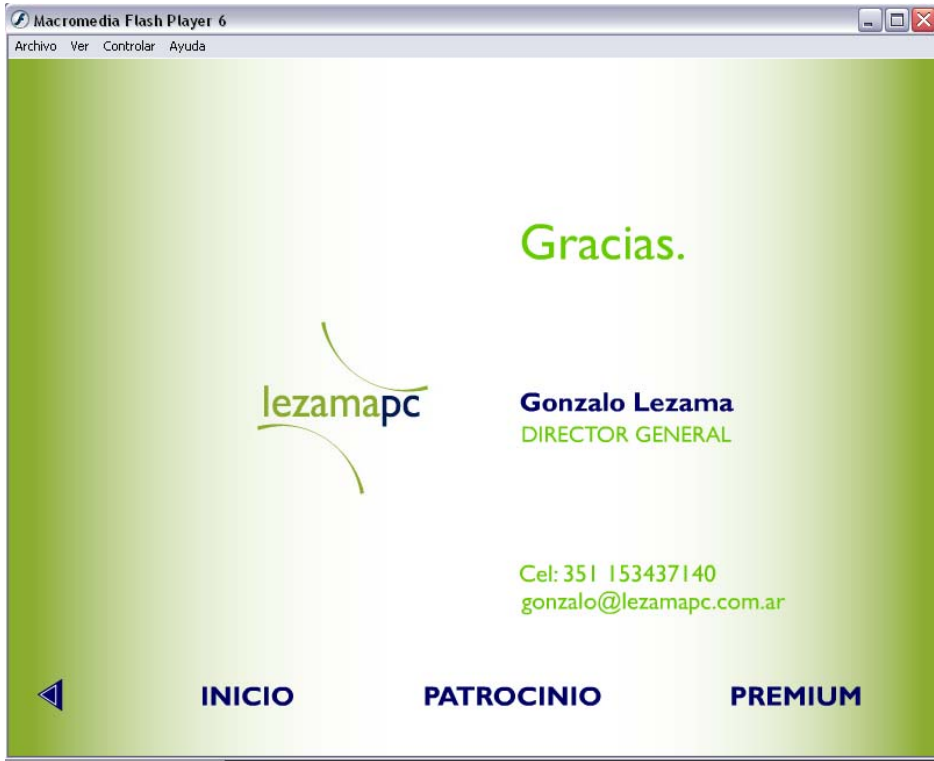 Macromedia Flash Player 6
Archivo Ver Controlar Ayuda
Gracias.
lezamapc
Gonzalo Lezama
DIRECTOR GENERAL
Cel: 351 153437140
gonzalo@lezamapc.com.ar
INICIO PATROCINIO PREMIUM